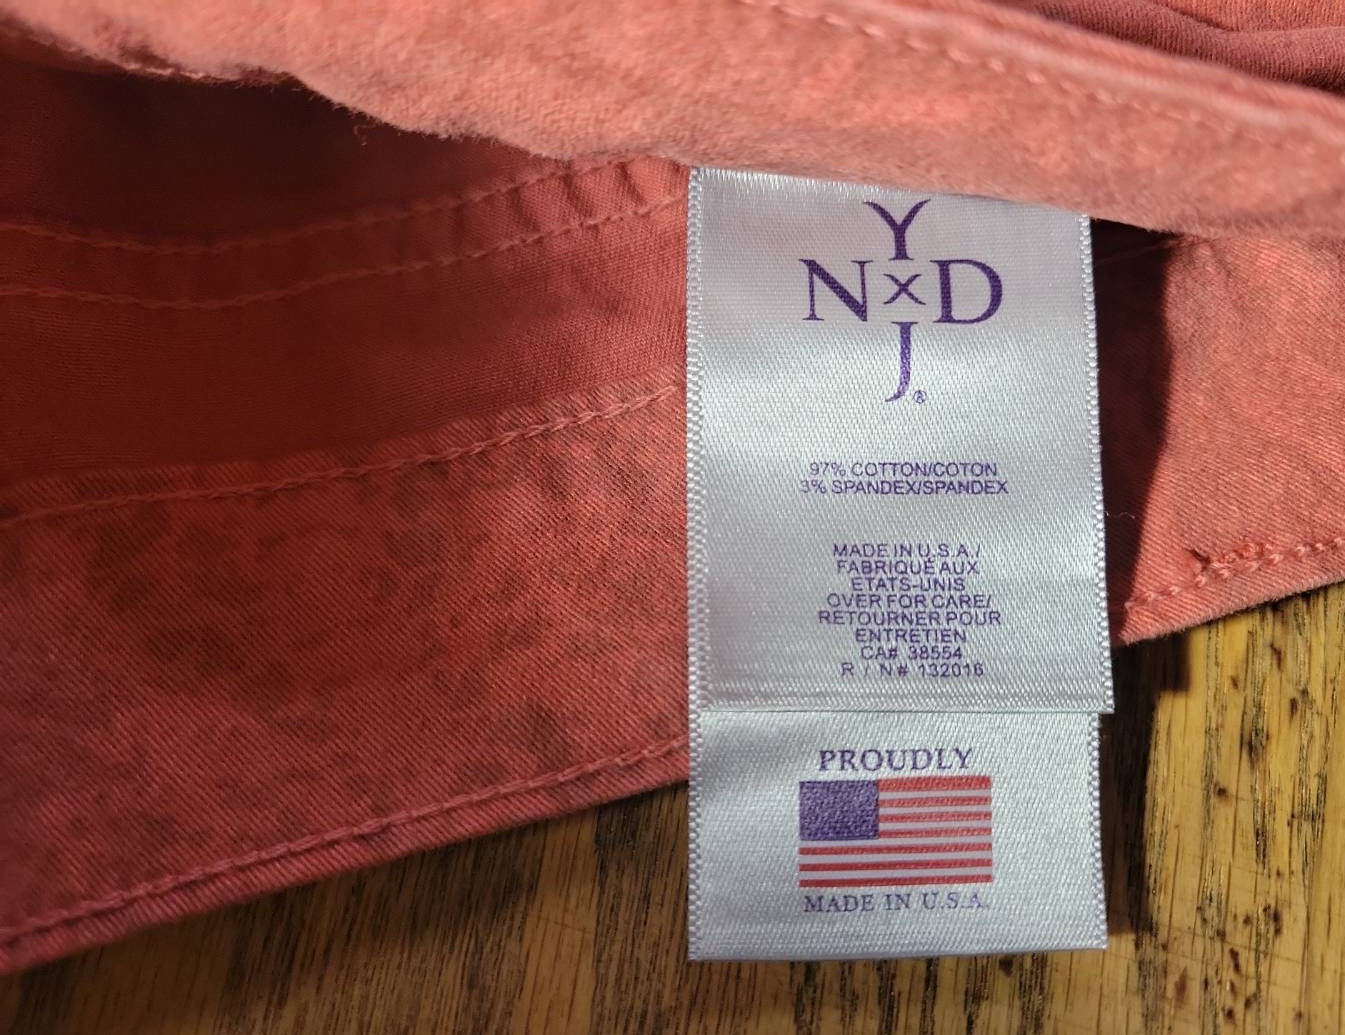 Y
N x D
J®
97% COTTON/COTON
3% SPANDEX/SPANDEX
MADE IN U.S.A./
FABRIQUÉ AUX
ETATS-UNIS
OVER FOR CARE/
RETOURNER POUR
ENTRETIEN
CA# 38554
R / N# 132016
PROUDLY
MADE IN U.S.A.